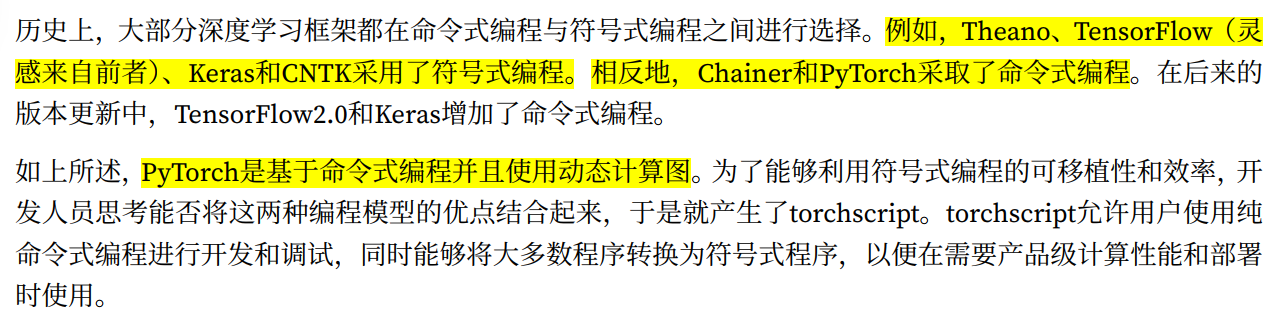 历史上，大部分深度学习框架都在命令式编程与符号式编程之间进行选择。例如，Theano、TensorFlow（灵
感来自前者）、Keras和CNTK采用了符号式编程。相反地，Chainer和PyTorch采取了命令式编程。在后来的
版本更新中，TensorFlow2.0和Keras增加了命令式编程。
如上所述，PyTorch是基于命令式编程并且使用动态计算图。为了能够利用符号式编程的可移植性和效率，开
发人员思考能否将这两种编程模型的优点结合起来，于是就产生了torchscript。torchscript允许用户使用纯
命令式编程进行开发和调试，同时能够将大多数程序转换为符号式程序，以便在需要产品级计算性能和部署
时使用。